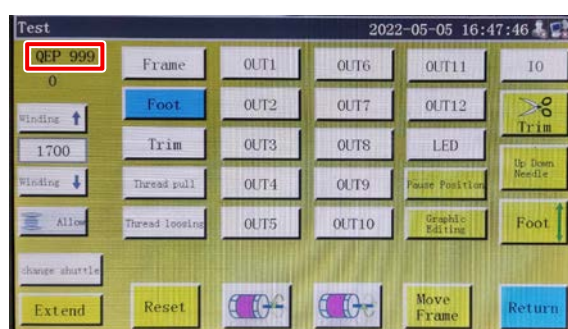 Test 2022-05-05 16:47:46
QEP 999 Frame OUT1 OUT6 OUT11 IO
0
Winding Foot OUT2 OUT7 OUT12 Trim
1700 Trim OUT3 OUT8 LED Up Down
Needle
Winding Thread pull OUT4 OUT9 Pause Position
Allow Thread loosing OUT5 OUT10 Graphic
Editing Foot
change shuttle
Extend Reset Move
Frame Return